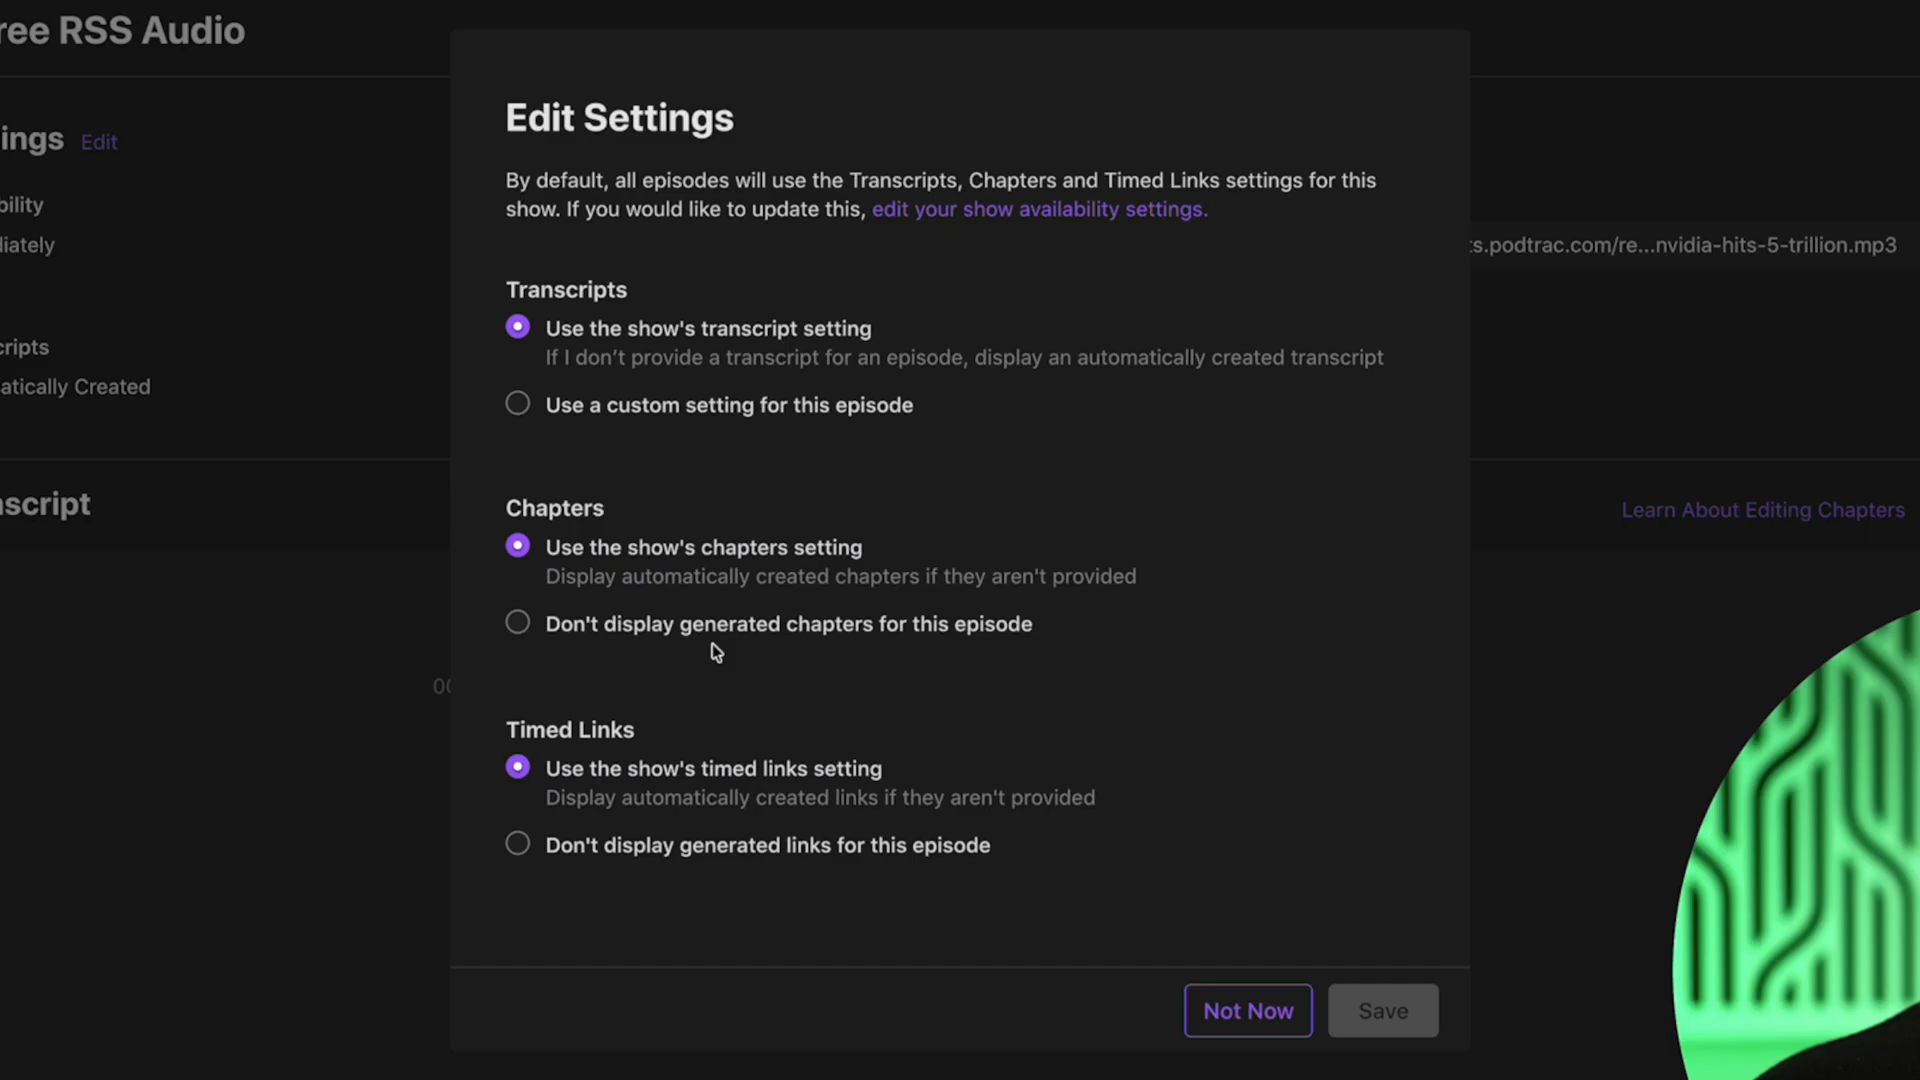 ree RSS Audio
ings Edit
bility
diately
cripts
atically Created
nscript
00
Edit Settings
By default, all episodes will use the Transcripts, Chapters and Timed Links settings for this
show. If you would like to update this, edit your show availability settings.
Transcripts
Use the show's transcript setting
If I don’t provide a transcript for an episode, display an automatically created transcript
Use a custom setting for this episode
Chapters
Use the show's chapters setting
Display automatically created chapters if they aren't provided
Don't display generated chapters for this episode
Timed Links
Use the show's timed links setting
Display automatically created links if they aren't provided
Don't display generated links for this episode
Not Now
Save
ts.podtrac.com/re...nvidia-hits-5-trillion.mp3
Learn About Editing Chapters